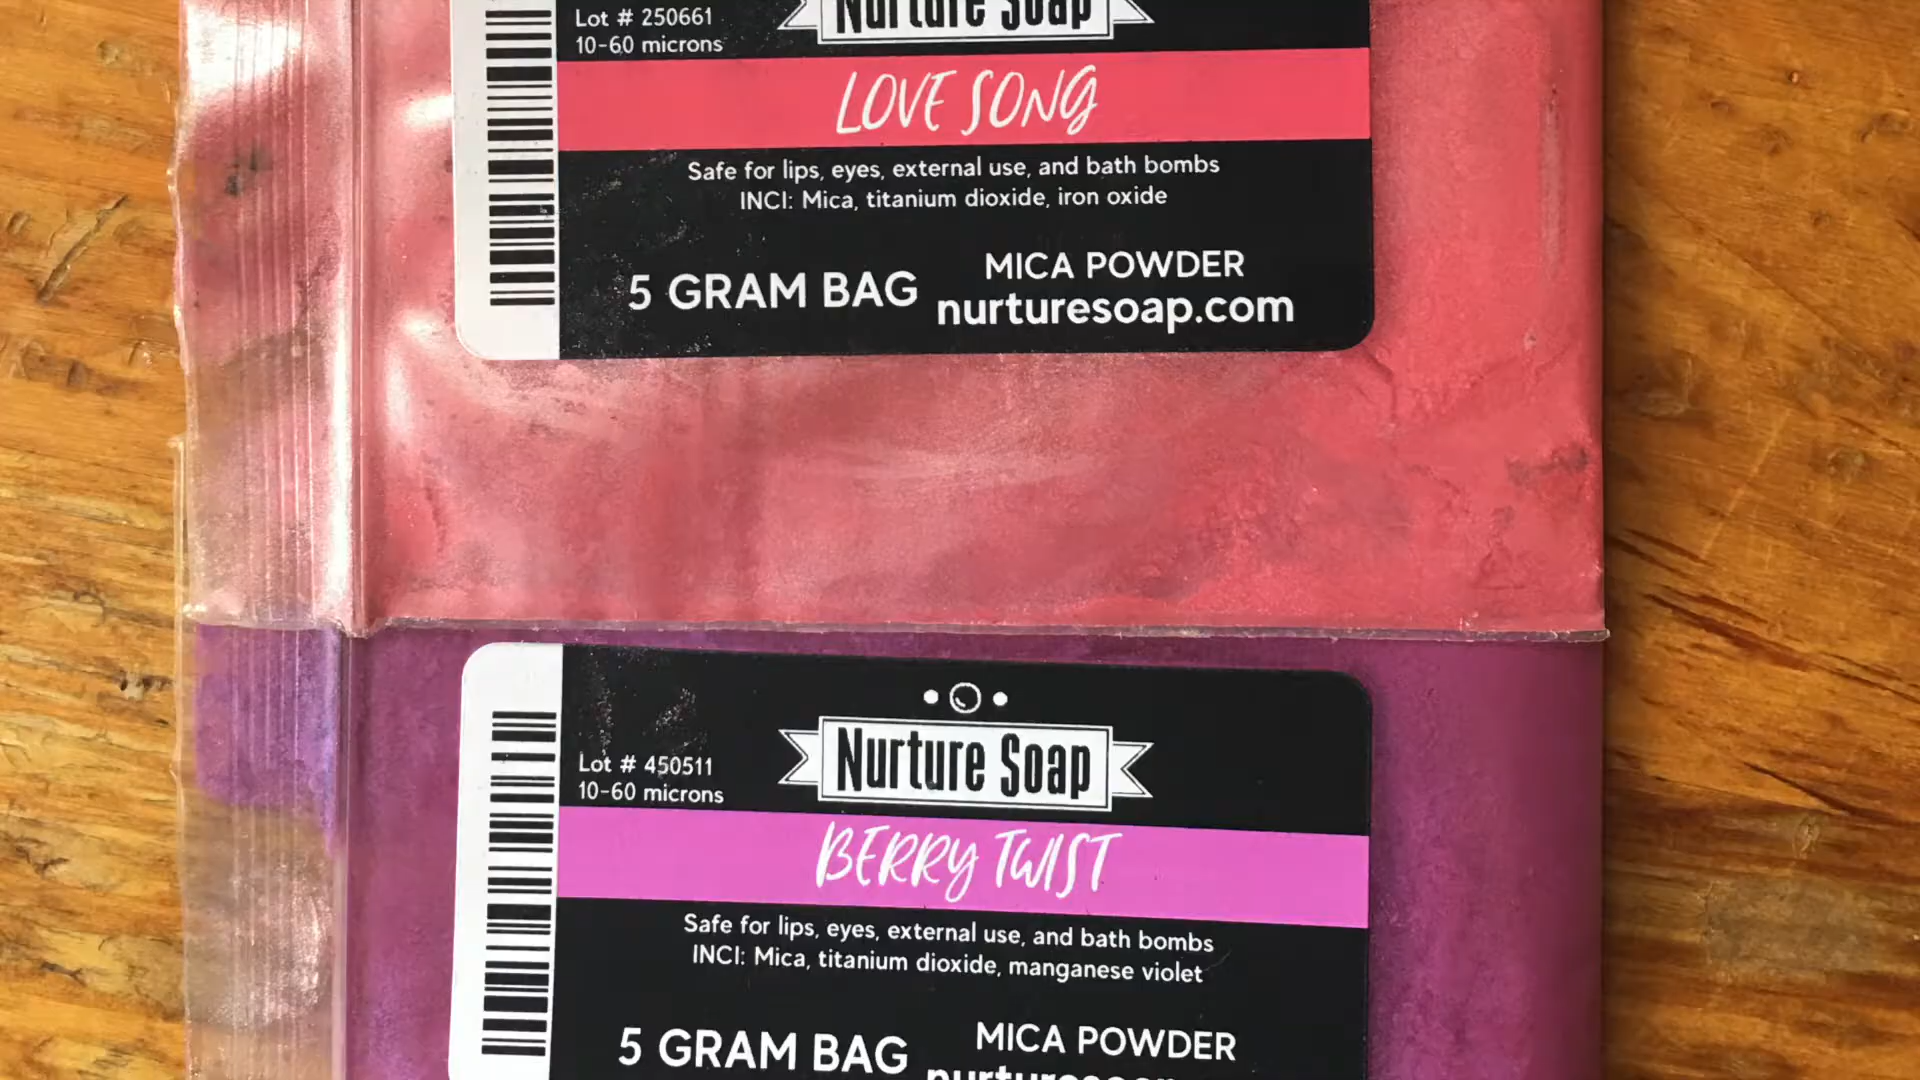 Lot # 250661
10-60 microns
Nurture Soap
LOVE SONG
Safe for lips, eyes, external use, and bath bombs
INCI: Mica, titanium dioxide, iron oxide
5 GRAM BAG
MICA POWDER
nurturesoap.com
Lot # 450511
10-60 microns
Nurture Soap
BERRY TWIST
Safe for lips, eyes, external use, and bath bombs
INCI: Mica, titanium dioxide, manganese violet
5 GRAM BAG
MICA POWDER